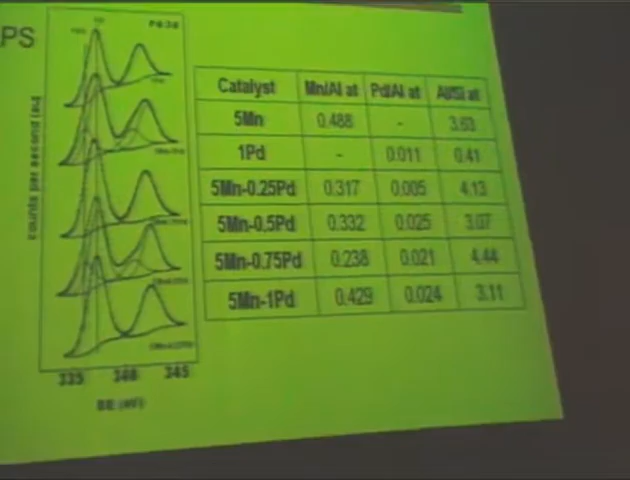 PS
Pd 3d
counts per second
335 340 345
BE (eV)
Catalyst Mn/Al at Pd/Al at Al/Si at
5Mn 0.488 - 3.63
1Pd - 0.011 0.41
5Mn-0.25Pd 0.317 0.005 4.13
5Mn-0.5Pd 0.332 0.025 3.07
5Mn-0.75Pd 0.238 0.021 4.44
5Mn-1Pd 0.429 0.024 3.11